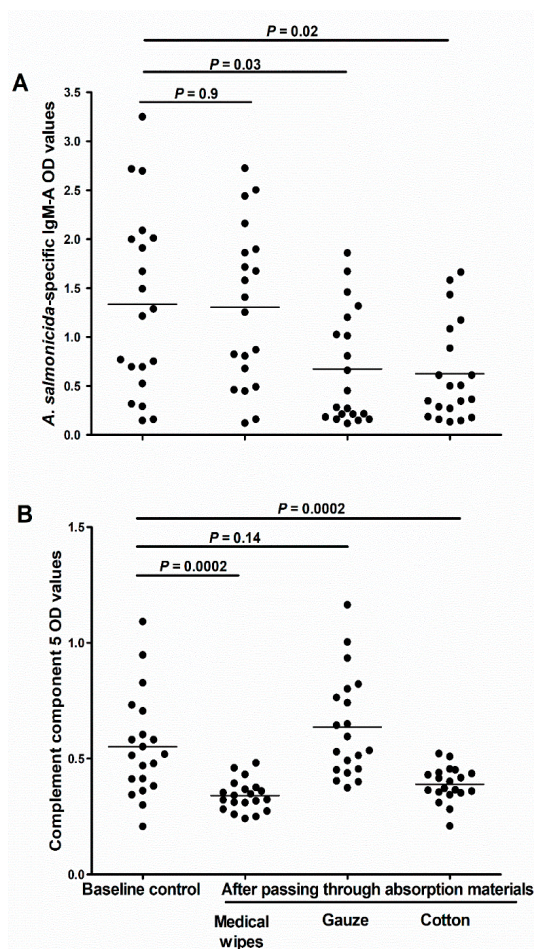 P = 0.02
P = 0.03
A
P = 0.9
A. salmonicida-specific IgM-A OD values
3.5
3.0
2.5
2.0
1.5
1.0
0.5
0.0
P = 0.0002
B
P = 0.14
P = 0.0002
Complement component 5 OD values
1.5
1.0
0.5
0.0
Baseline control After passing through absorption materials
Medical wipes Gauze Cotton